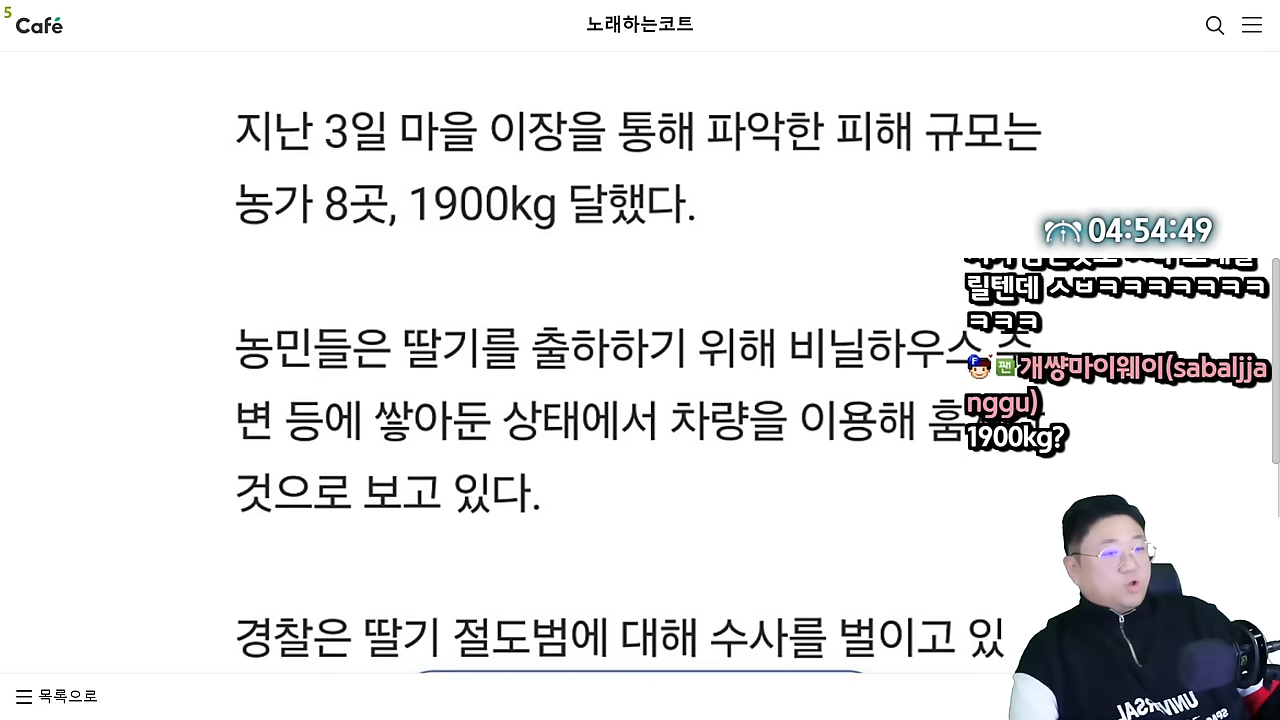 5
Café
노래하는코트
지난 3일 마을 이장을 통해 파악한 피해 규모는
농가 8곳, 1900kg 달했다.
04:54:49
릴텐데 ㅅㅂㅋㅋㅋㅋㅋㅋㅋ
ㅋㅋㅋ
농민들은 딸기를 출하하기 위해 비닐하우스
변 등에 쌓아둔 상태에서 차량을 이용해
것으로 보고 있다.
팬 개썅마이웨이(sabaljja
nggu)
1900kg?
경찰은 딸기 절도범에 대해 수사를 벌이고 있
목록으로